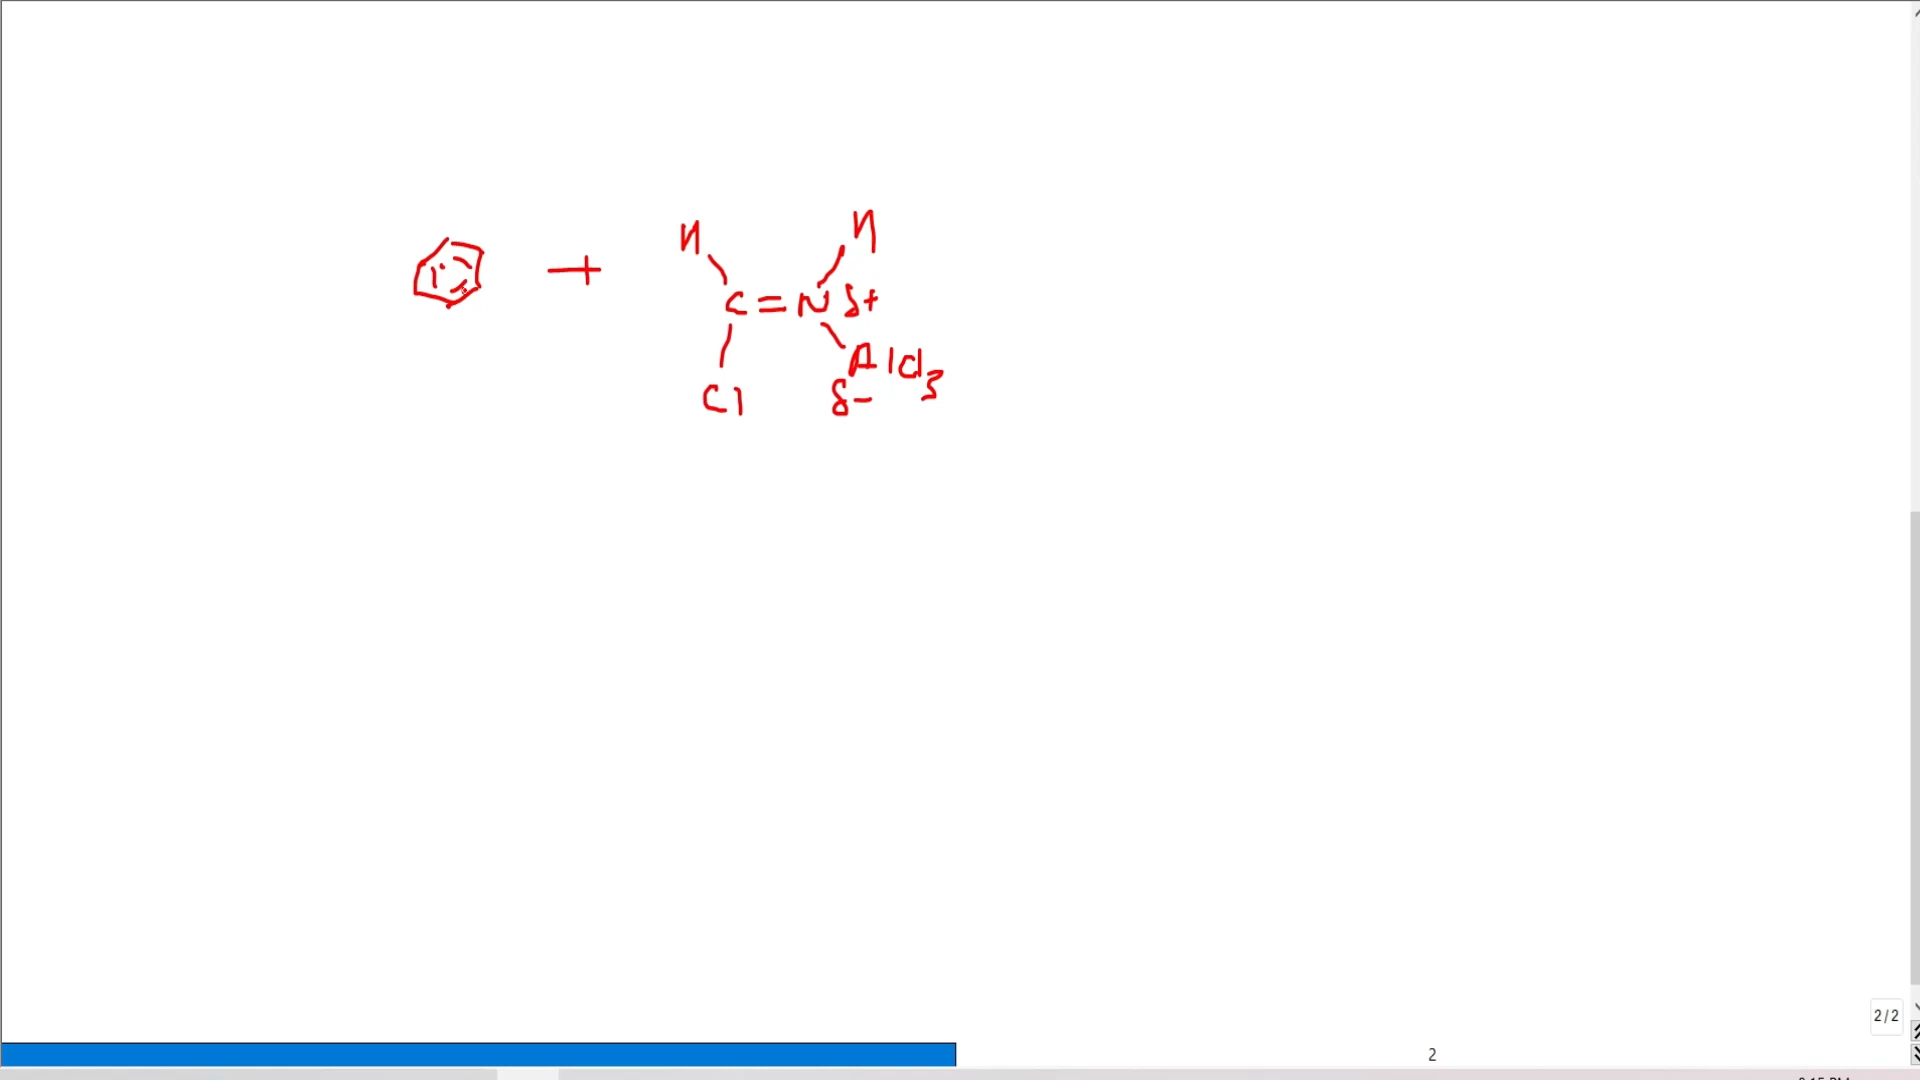 +
H H
C = N δ+
AlCl3
Cl δ-
2/2
2